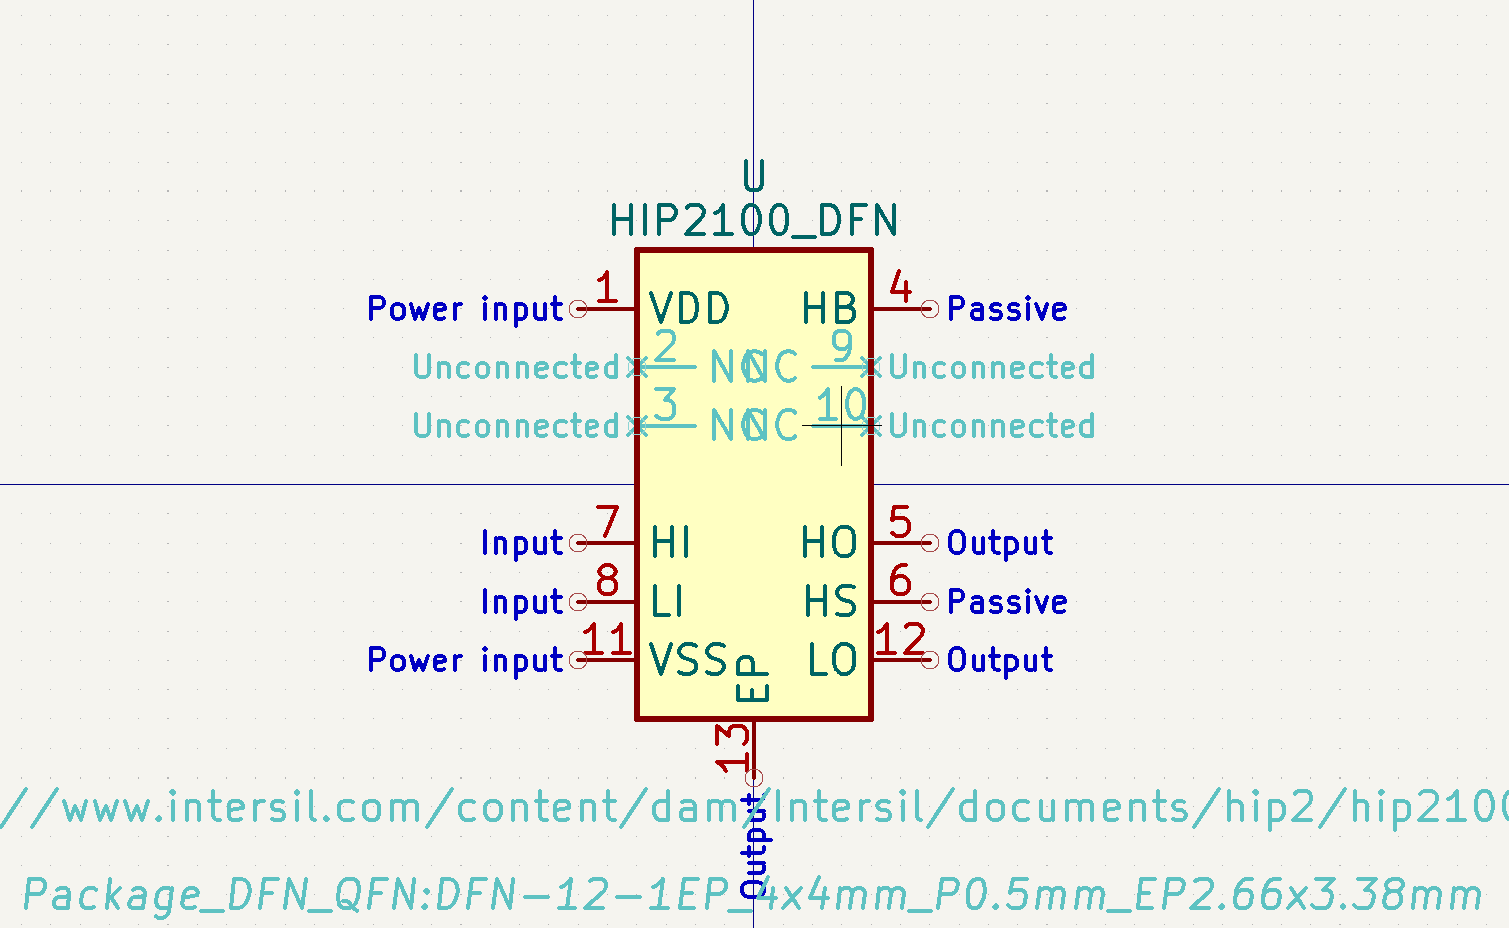 U
HIP2100_DFN
Power input 1 VDD HB 4 Passive
Unconnected 2 NC NC 9 Unconnected
Unconnected 3 NC NC 10 Unconnected
Input 7 HI HO 5 Output
Input 8 LI HS 6 Passive
Power input 11 VSS LO 12 Output
EP
13
Output
//www.intersil.com/content/dam/Intersil/documents/hip2/hip2100
Package_DFN_QFN:DFN-12-1EP_4x4mm_P0.5mm_EP2.66x3.38mm